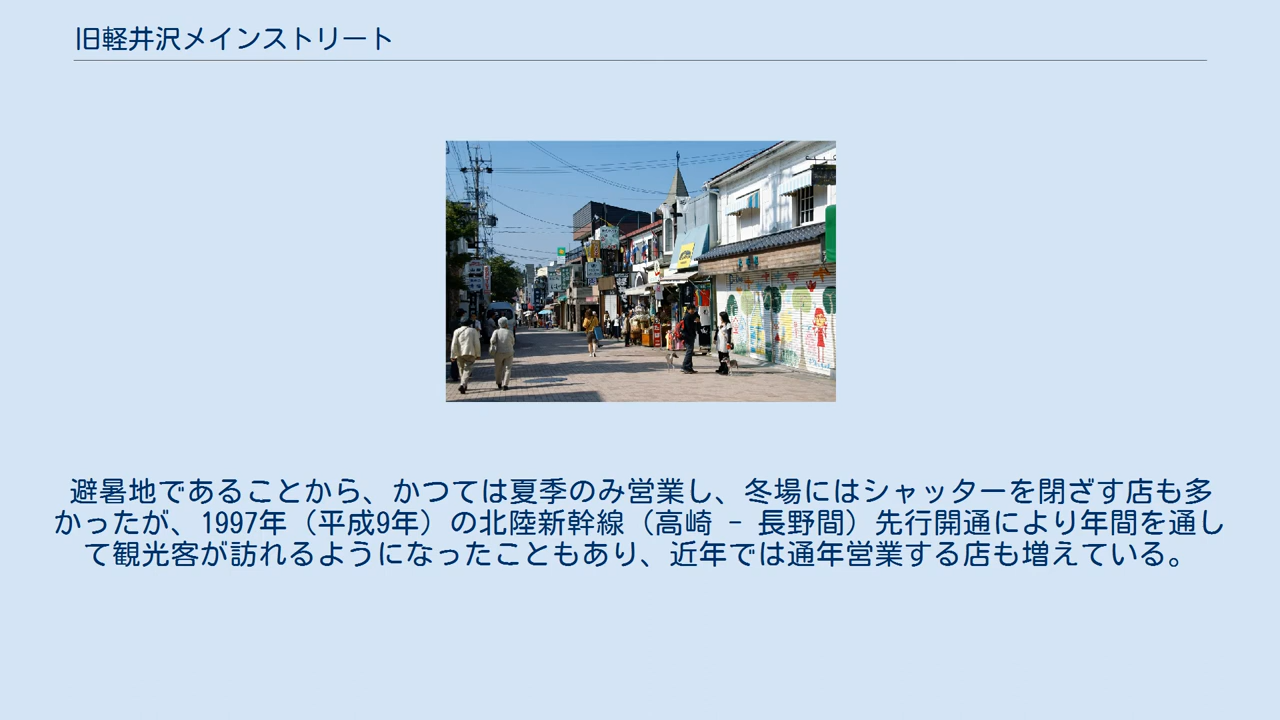 旧軽井沢メインストリート
避暑地であることから、かつては夏季のみ営業し、冬場にはシャッターを閉ざす店も多
かったが、1997年（平成9年）の北陸新幹線（高崎 - 長野間）先行開通により年間を通し
て観光客が訪れるようになったこともあり、近年では通年営業する店も増えている。